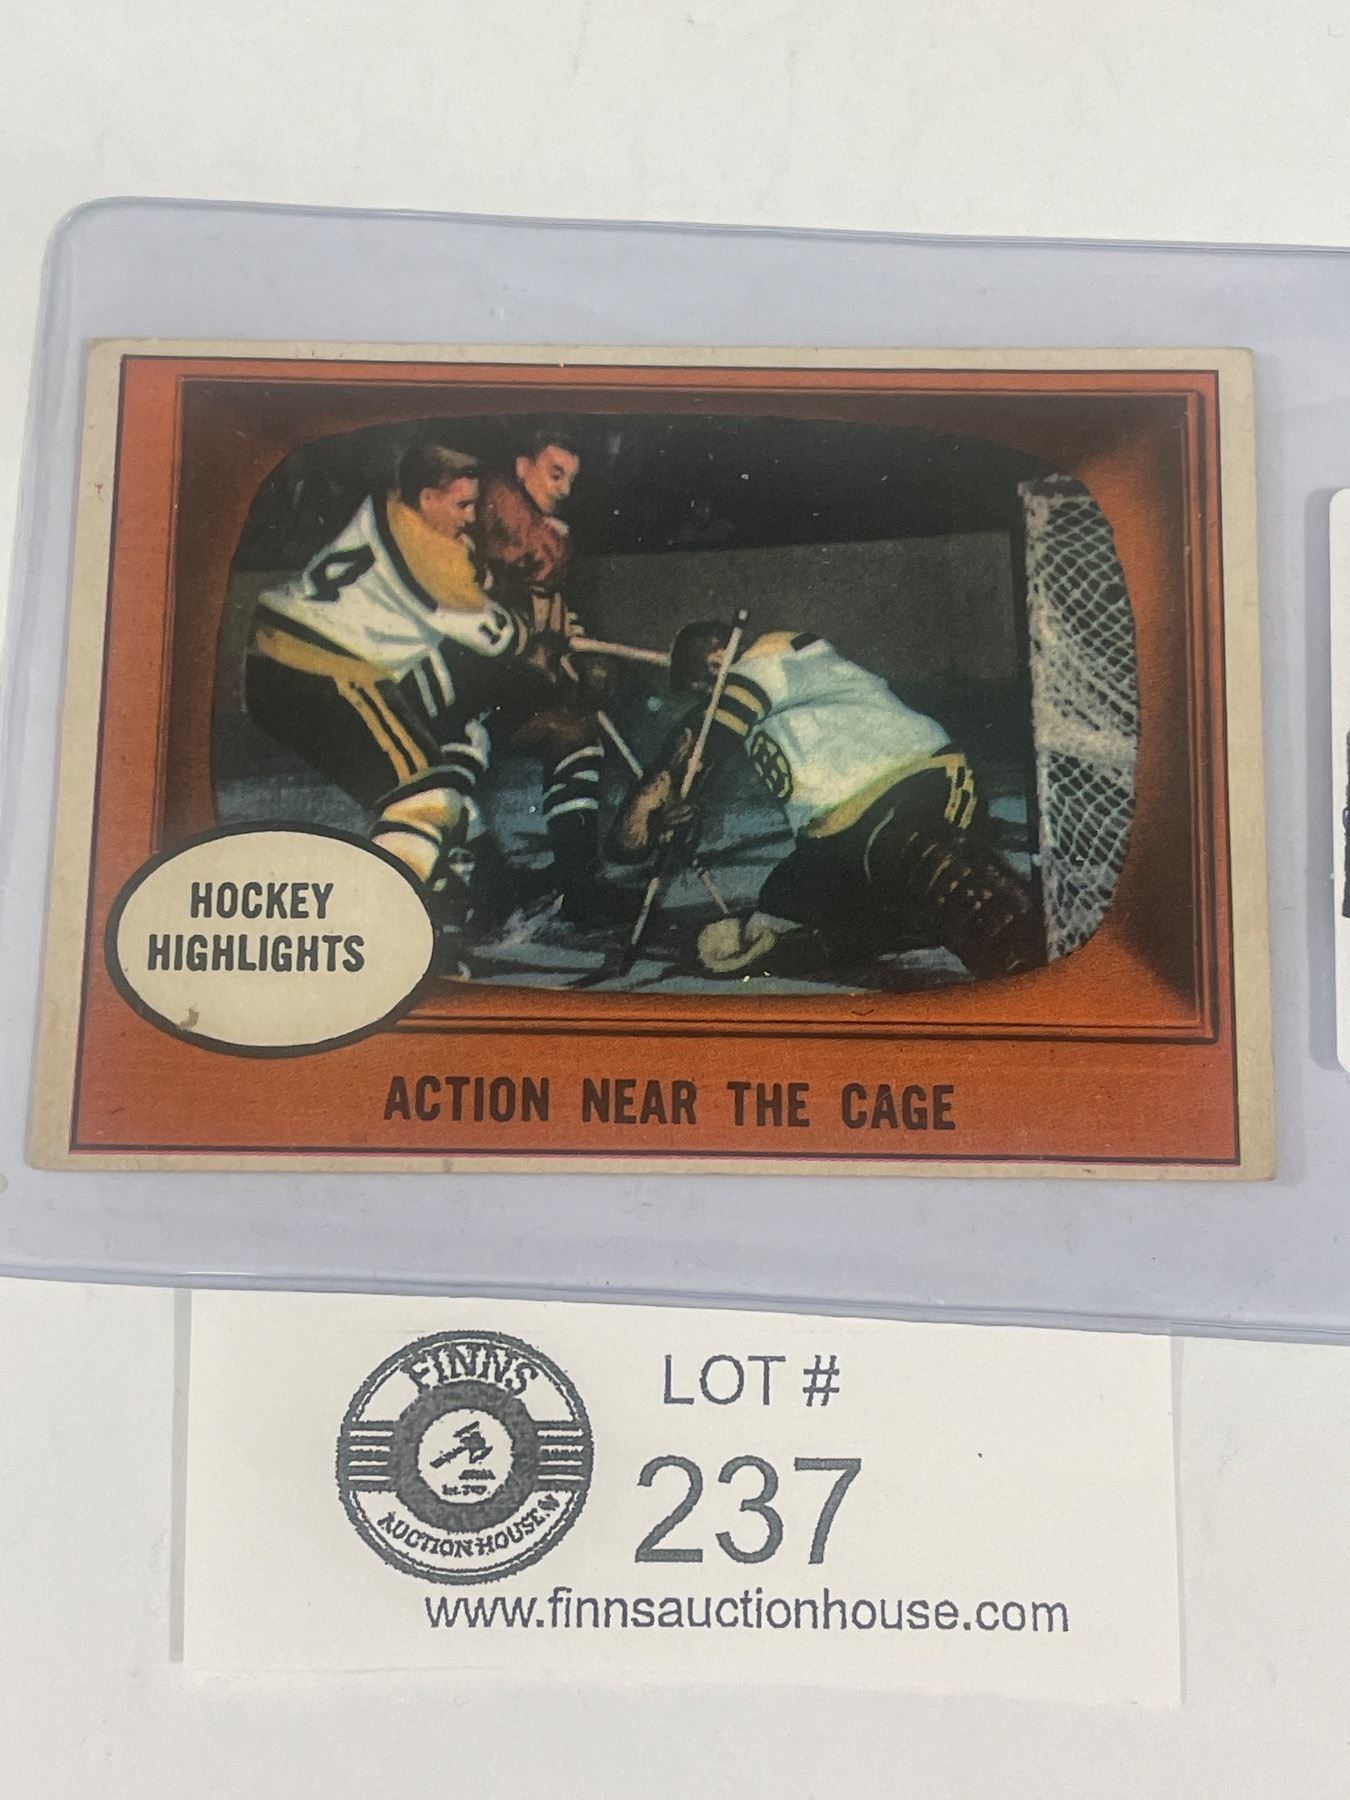 HOCKEY
HIGHLIGHTS
ACTION NEAR THE CAGE
FINNS
AUCTION HOUSE
LOT #
237
www.finnsauctionhouse.com